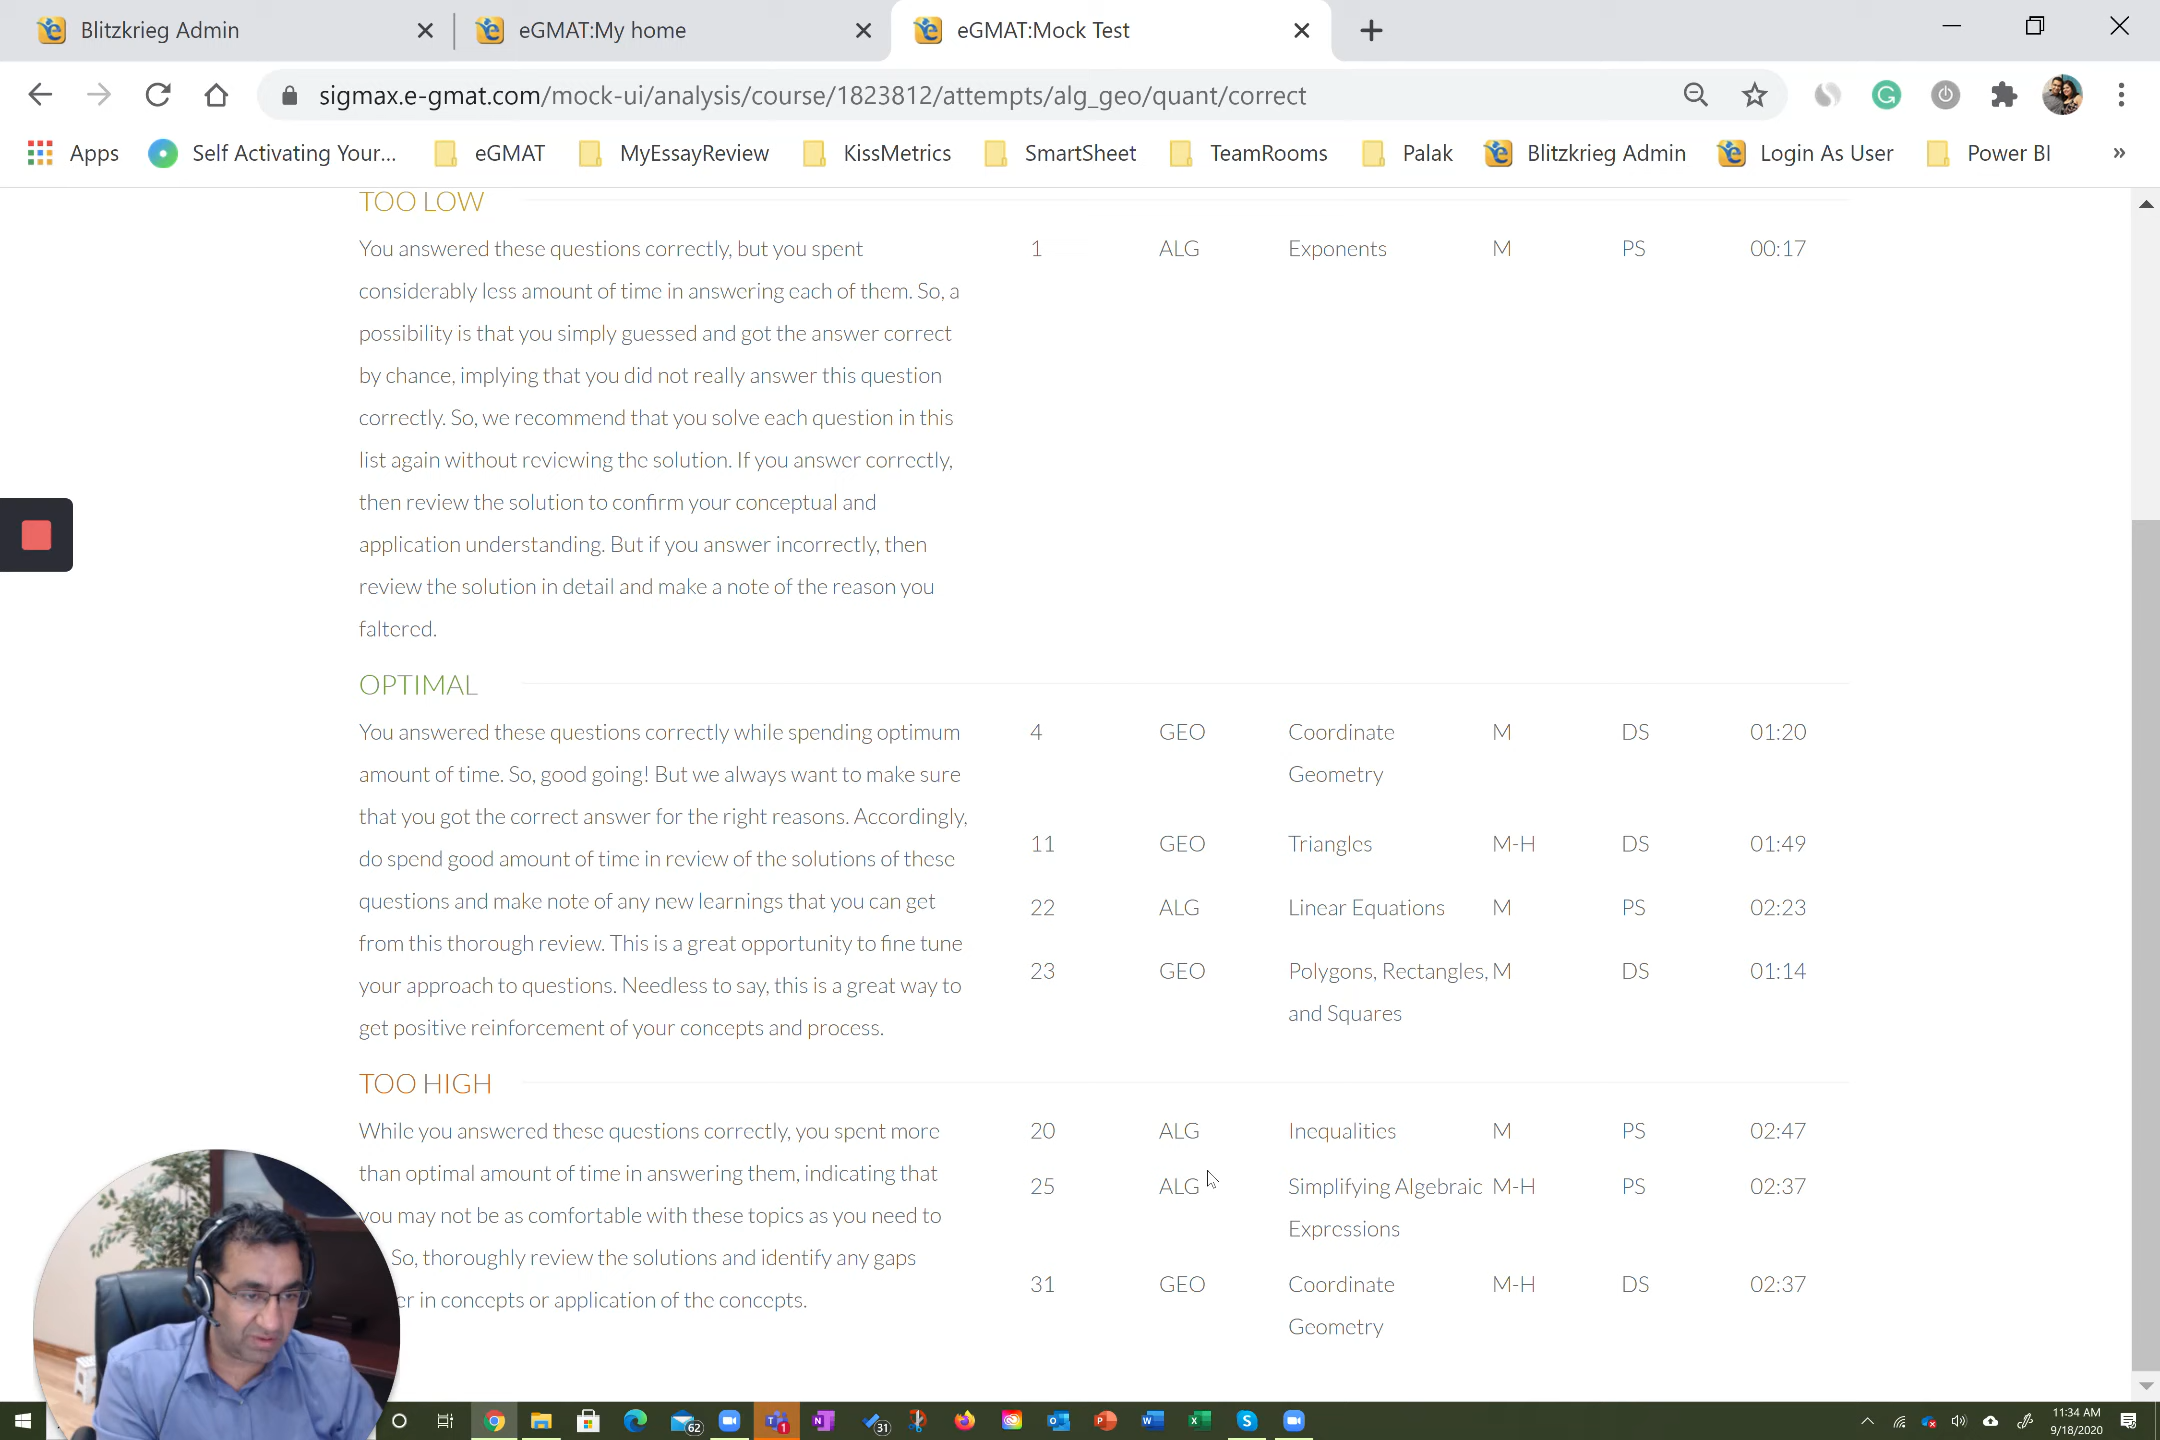 Blitzkrieg Admin
eGMAT:My home
eGMAT:Mock Test
sigmax.e-gmat.com/mock-ui/analysis/course/1823812/attempts/alg_geo/quant/correct
Apps
Self Activating Your...
eGMAT
MyEssayReview
KissMetrics
SmartSheet
TeamRooms
Palak
Blitzkrieg Admin
Login As User
Power BI
»
TOO LOW
You answered these questions correctly, but you spent
considerably less amount of time in answering each of them. So, a
possibility is that you simply guessed and got the answer correct
by chance, implying that you did not really answer this question
correctly. So, we recommend that you solve each question in this
list again without reviewing the solution. If you answer correctly,
then review the solution to confirm your conceptual and
application understanding. But if you answer incorrectly, then
review the solution in detail and make a note of the reason you
faltered.
1 ALG Exponents M PS 00:17
OPTIMAL
You answered these questions correctly while spending optimum
amount of time. So, good going! But we always want to make sure
that you got the correct answer for the right reasons. Accordingly,
do spend good amount of time in review of the solutions of these
questions and make note of any new learnings that you can get
from this thorough review. This is a great opportunity to fine tune
your approach to questions. Needless to say, this is a great way to
get positive reinforcement of your concepts and process.
4 GEO Coordinate M DS 01:20
Geometry
11 GEO Triangles M-H DS 01:49
22 ALG Linear Equations M PS 02:23
23 GEO Polygons, Rectangles, M DS 01:14
and Squares
TOO HIGH
While you answered these questions correctly, you spent more
than optimal amount of time in answering them, indicating that
you may not be as comfortable with these topics as you need to
So, thoroughly review the solutions and identify any gaps
in concepts or application of the concepts.
20 ALG Inequalities M PS 02:47
25 ALG Simplifying Algebraic M-H PS 02:37
Expressions
31 GEO Coordinate M-H DS 02:37
Geometry
62
1
31
11:34 AM
9/18/2020